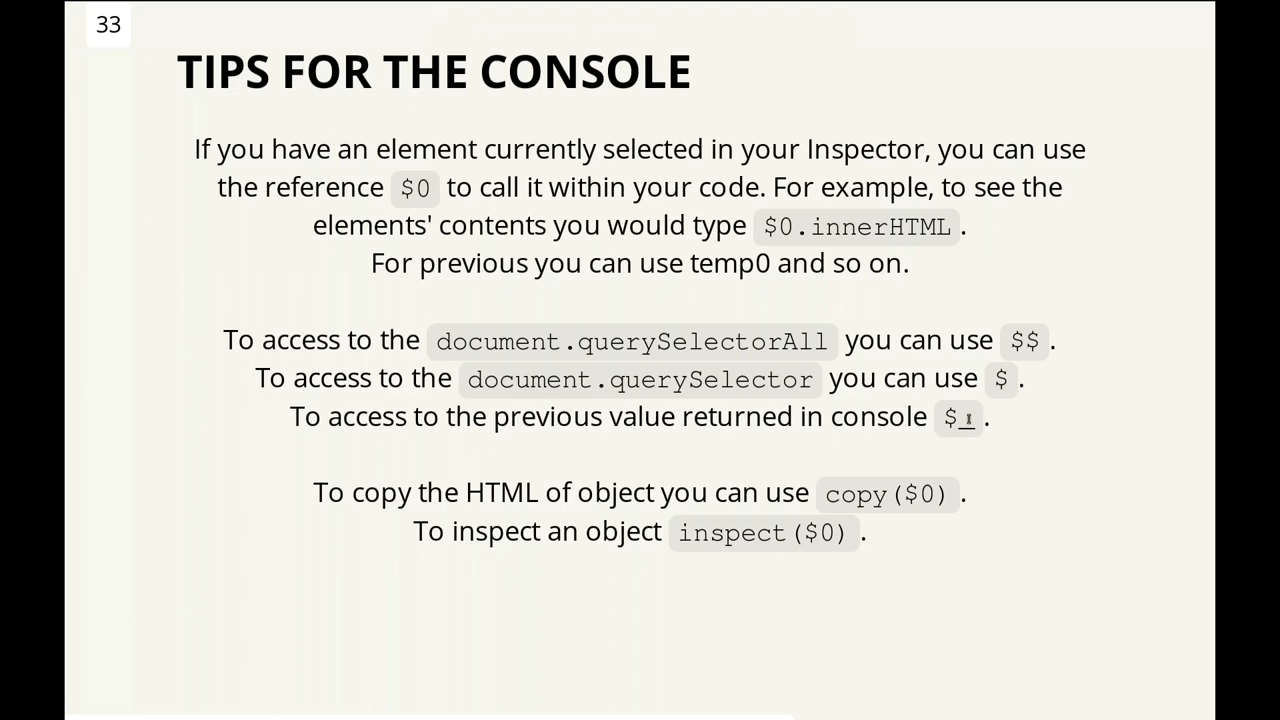 33
TIPS FOR THE CONSOLE
If you have an element currently selected in your Inspector, you can use
the reference $0 to call it within your code. For example, to see the
elements' contents you would type $0.innerHTML.
For previous you can use temp0 and so on.
To access to the document.querySelectorAll you can use $$.
To access to the document.querySelector you can use $.
To access to the previous value returned in console $_.
To copy the HTML of object you can use copy($0).
To inspect an object inspect($0).